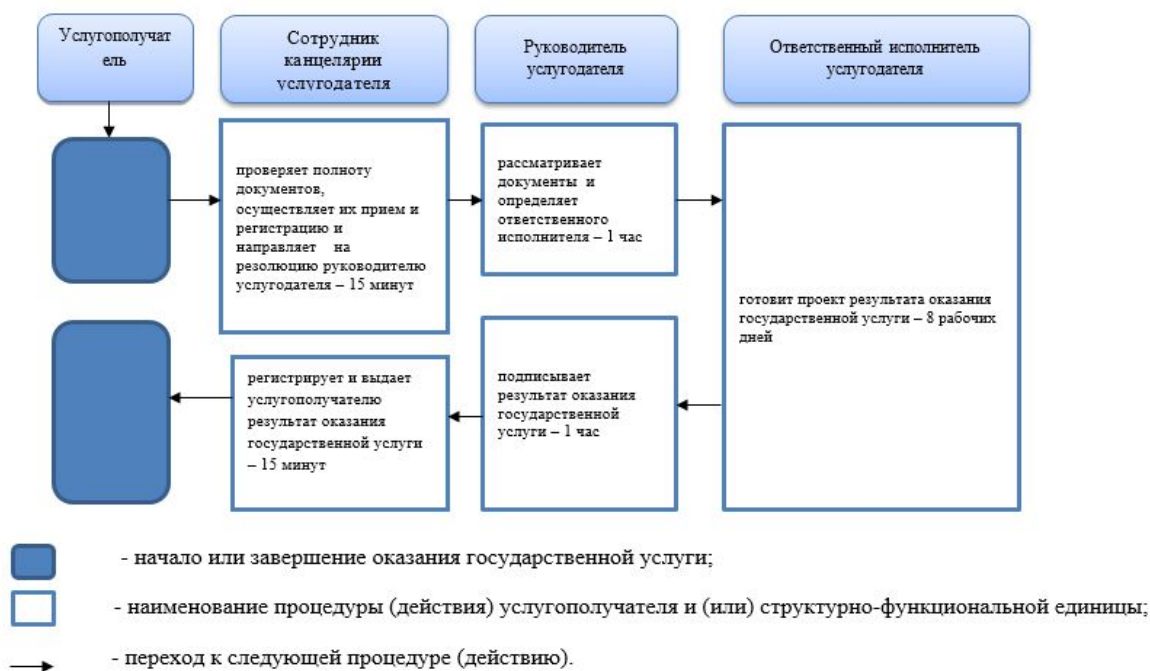 Услугополучат
ель
Сотрудник
канцелярии
услугодателя
Руководитель
услугодателя
Ответственный исполнитель
услугодателя
проверяет полноту
документов,
осуществляет их прием и
регистрацию и
направляет на
резолюцию руководителю
услугодателя – 15 минут
рассматривает
документы и
определяет
ответственного
исполнителя – 1 час
готовит проект результата оказания
государственной услуги – 8 рабочих
дней
подписывает
результат оказания
государственной
услуги – 1 час
регистрирует и выдает
услугополучателю
результат оказания
государственной услуги
– 15 минут
- начало или завершение оказания государственной услуги;
- наименование процедуры (действия) услугополучателя и (или) структурно-функциональной единицы;
- переход к следующей процедуре (действию).